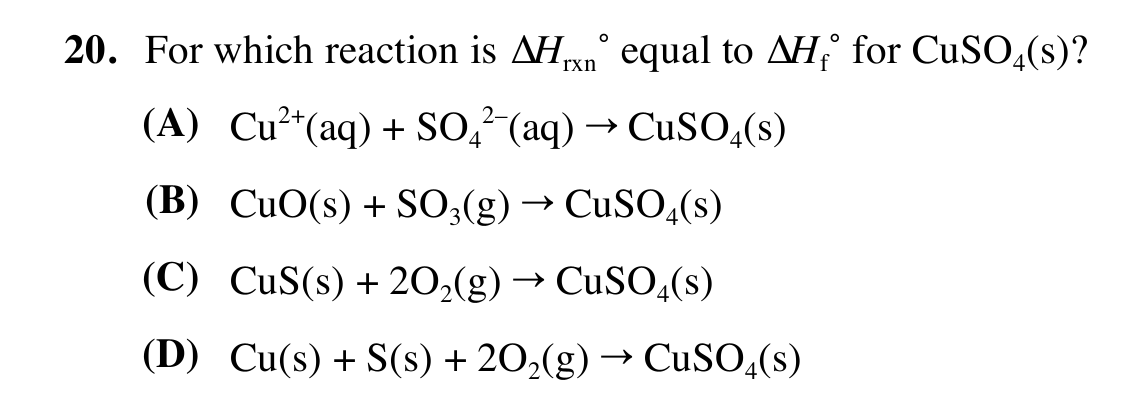 20. For which reaction is ΔHᵣₓₙ° equal to ΔH_f° for CuSO₄(s)?
(A) Cu²⁺(aq) + SO₄²⁻(aq) → CuSO₄(s)
(B) CuO(s) + SO₃(g) → CuSO₄(s)
(C) CuS(s) + 2O₂(g) → CuSO₄(s)
(D) Cu(s) + S(s) + 2O₂(g) → CuSO₄(s)